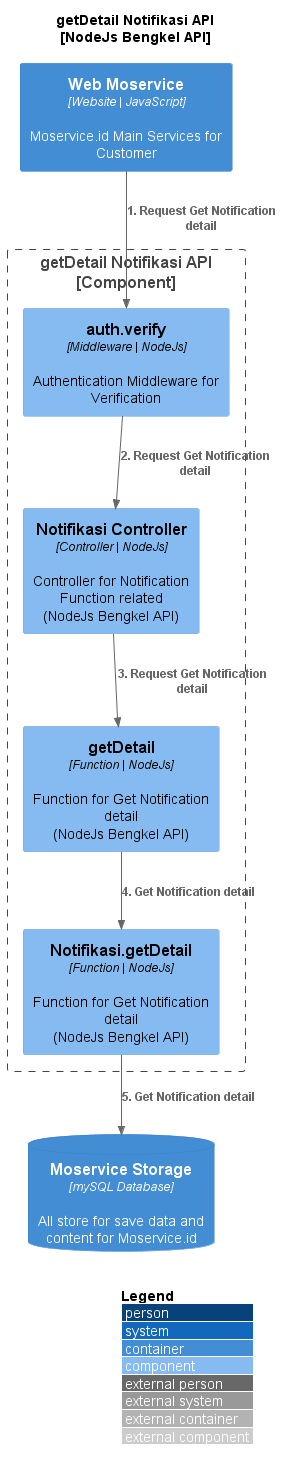 getDetail Notifikasi API
[NodeJs Bengkel API]
Web Moservice
[Website | JavaScript]
Moservice.id Main Services for
Customer
1. Request Get Notification
detail
getDetail Notifikasi API
[Component]
auth.verify
[Middleware | NodeJs]
Authentication Middleware for
Verification
2. Request Get Notification
detail
Notifikasi Controller
[Controller | NodeJs]
Controller for Notification
Function related
(NodeJs Bengkel API)
3. Request Get Notification
detail
getDetail
[Function | NodeJs]
Function for Get Notification
detail
(NodeJs Bengkel API)
4. Get Notification detail
Notifikasi.getDetail
[Function | NodeJs]
Function for Get Notification
detail
(NodeJs Bengkel API)
5. Get Notification detail
Moservice Storage
[mySQL Database]
All store for save data and
content for Moservice.id
Legend
person
system
container
component
external person
external system
external container
external component